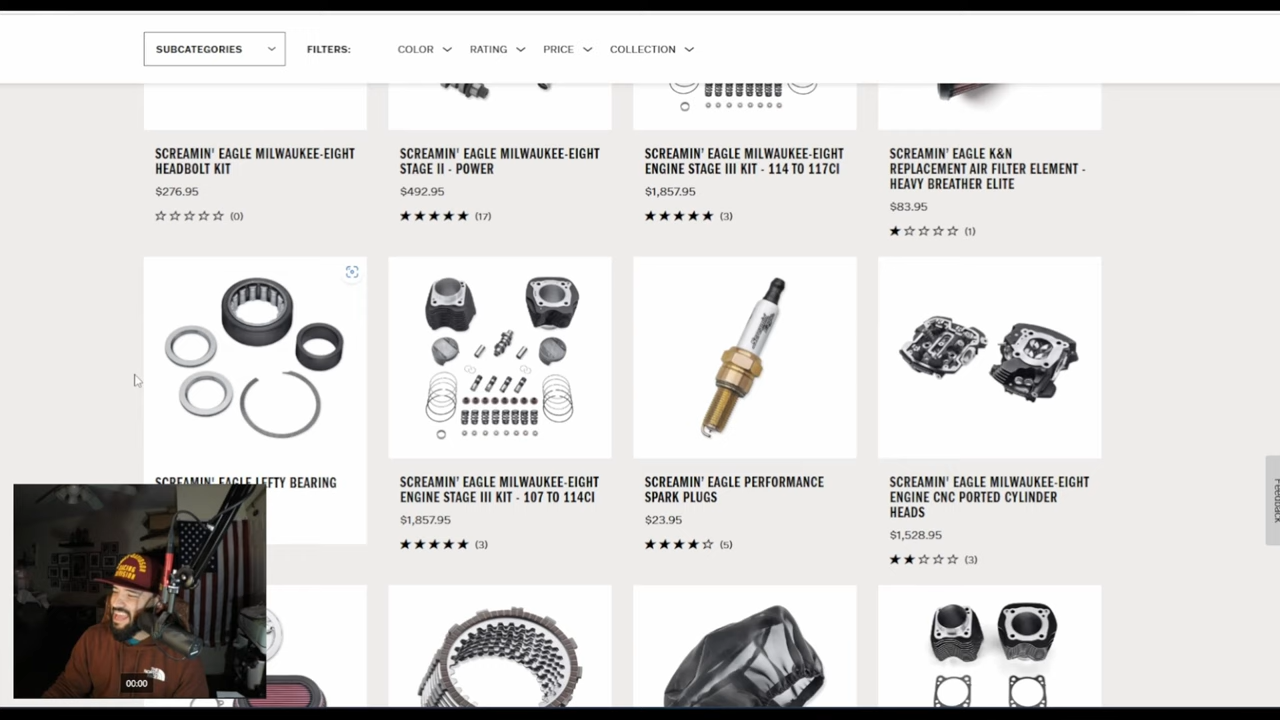 SUBCATEGORIES
FILTERS:
COLOR
RATING
PRICE
COLLECTION
SCREAMIN' EAGLE MILWAUKEE-EIGHT
HEADBOLT KIT
$276.95
(0)
SCREAMIN' EAGLE MILWAUKEE-EIGHT
STAGE II - POWER
$492.95
(17)
SCREAMIN' EAGLE MILWAUKEE-EIGHT
ENGINE STAGE III KIT - 114 TO 117CI
$1,857.95
(3)
SCREAMIN' EAGLE K&N
REPLACEMENT AIR FILTER ELEMENT -
HEAVY BREATHER ELITE
$83.95
(1)
SCREAMIN' EAGLE LEFTY BEARING
SCREAMIN' EAGLE MILWAUKEE-EIGHT
ENGINE STAGE III KIT - 107 TO 114CI
$1,857.95
(3)
SCREAMIN' EAGLE PERFORMANCE
SPARK PLUGS
$23.95
(5)
SCREAMIN' EAGLE MILWAUKEE-EIGHT
ENGINE CNC PORTED CYLINDER
HEADS
$1,528.95
(3)
Feedback
00:00